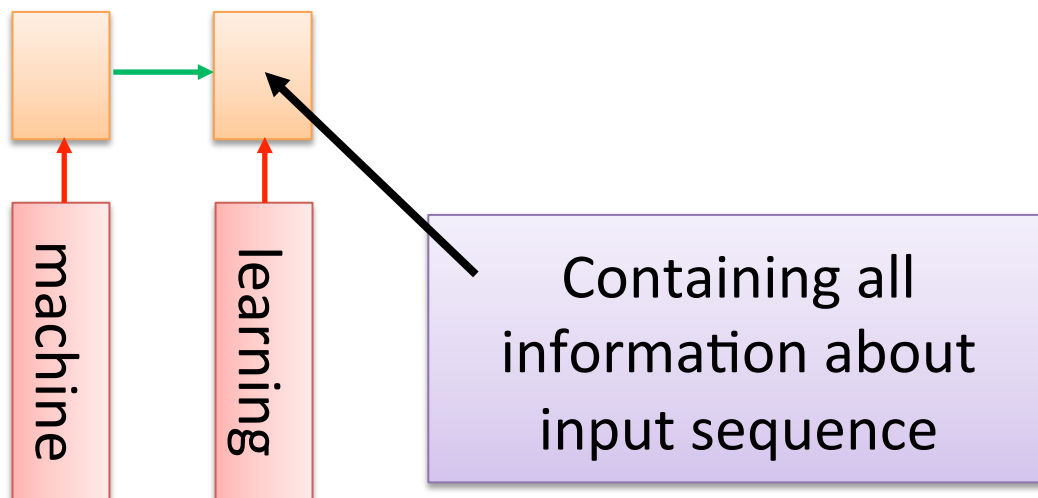 machine
learning
Containing all
information about
input sequence